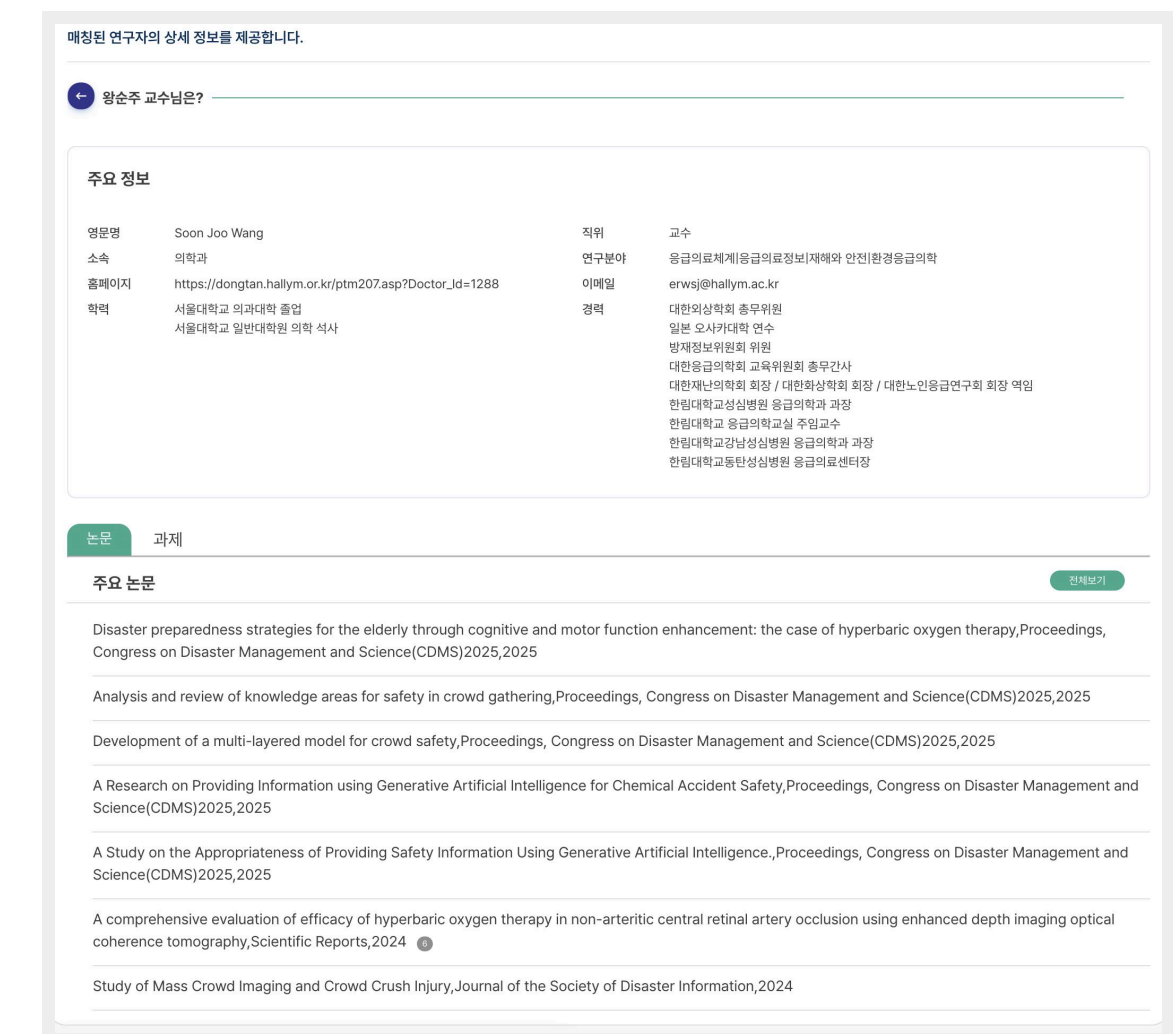 매칭된 연구자의 상세 정보를 제공합니다.
← 왕순주 교수님은?
주요 정보
영문명 Soon Joo Wang
직위 교수
소속 의학과
연구분야 응급의료체계|응급의료정보|재해와 안전|환경응급의학
홈페이지 https://dongtan.hallym.or.kr/ptm207.asp?Doctor_Id=1288
이메일 erwsj@hallym.ac.kr
학력 서울대학교 의과대학 졸업
서울대학교 일반대학원 의학 석사
경력 대한외상학회 총무위원
일본 오사카대학 연수
방재정보위원회 위원
대한응급의학회 교육위원회 총무간사
대한재난의학회 회장 / 대한화상학회 회장 / 대한노인응급연구회 회장 역임
한림대학교성심병원 응급의학과 과장
한림대학교 응급의학교실 주임교수
한림대학교강남성심병원 응급의학과 과장
한림대학교동탄성심병원 응급의료센터장
논문 과제
주요 논문 전체보기
Disaster preparedness strategies for the elderly through cognitive and motor function enhancement: the case of hyperbaric oxygen therapy,Proceedings,
Congress on Disaster Management and Science(CDMS)2025,2025
Analysis and review of knowledge areas for safety in crowd gathering,Proceedings, Congress on Disaster Management and Science(CDMS)2025,2025
Development of a multi-layered model for crowd safety,Proceedings, Congress on Disaster Management and Science(CDMS)2025,2025
A Research on Providing Information using Generative Artificial Intelligence for Chemical Accident Safety,Proceedings, Congress on Disaster Management and
Science(CDMS)2025,2025
A Study on the Appropriateness of Providing Safety Information Using Generative Artificial Intelligence.,Proceedings, Congress on Disaster Management and
Science(CDMS)2025,2025
A comprehensive evaluation of efficacy of hyperbaric oxygen therapy in non-arteritic central retinal artery occlusion using enhanced depth imaging optical
coherence tomography,Scientific Reports,2024 6
Study of Mass Crowd Imaging and Crowd Crush Injury,Journal of the Society of Disaster Information,2024